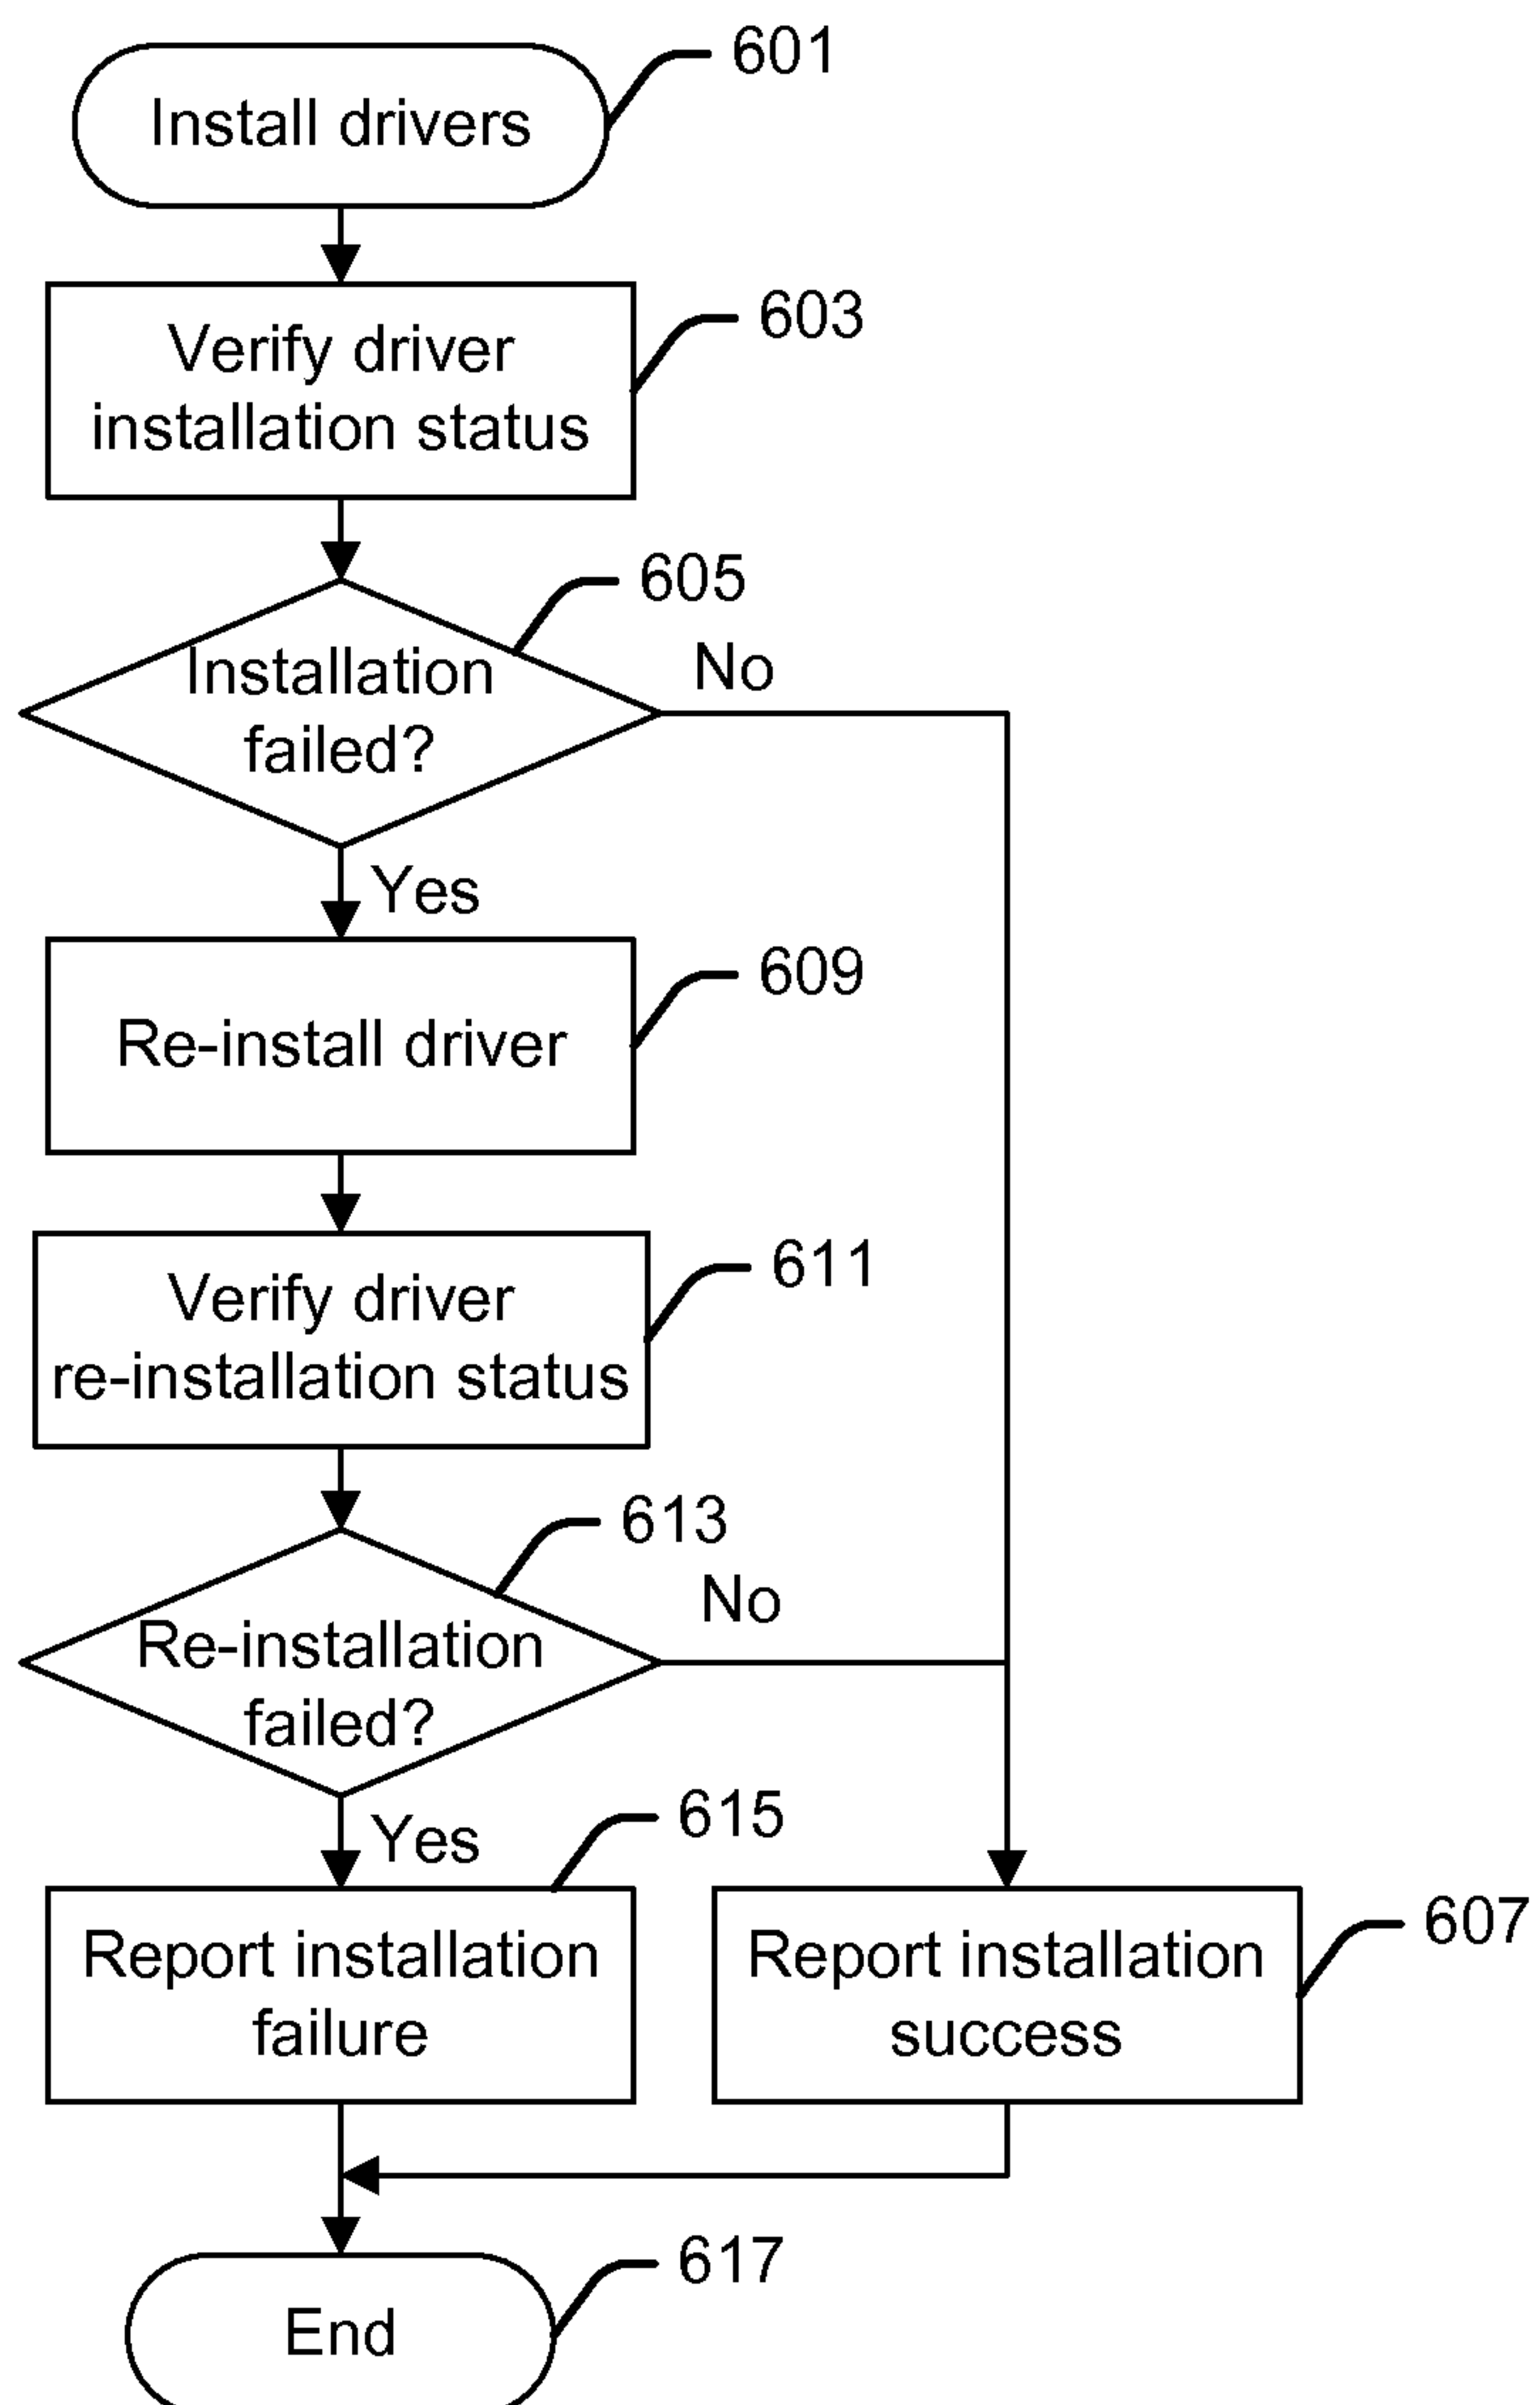 601
Install drivers
603
Verify driver
installation status
605
No
Installation
failed?
Yes
609
Re-install driver
611
Verify driver
re-installation status
613
No
Re-installation
failed?
Yes
615
Report installation
failure
607
Report installation
success
617
End